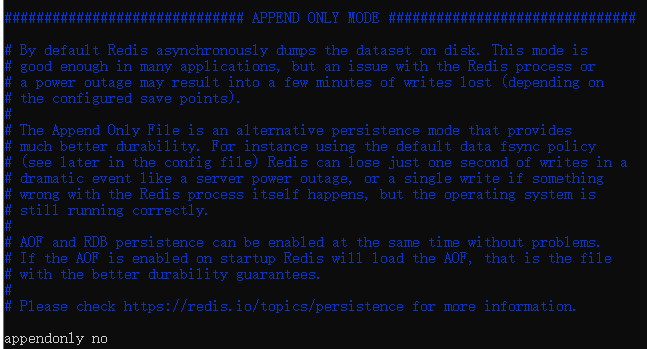 ############################## APPEND ONLY MODE ###############################
# By default Redis asynchronously dumps the dataset on disk. This mode is
# good enough in many applications, but an issue with the Redis process or
# a power outage may result into a few minutes of writes lost (depending on
# the configured save points).
#
# The Append Only File is an alternative persistence mode that provides
# much better durability. For instance using the default data fsync policy
# (see later in the config file) Redis can lose just one second of writes in a
# dramatic event like a server power outage, or a single write if something
# wrong with the Redis process itself happens, but the operating system is
# still running correctly.
#
# AOF and RDB persistence can be enabled at the same time without problems.
# If the AOF is enabled on startup Redis will load the AOF, that is the file
# with the better durability guarantees.
#
# Please check https://redis.io/topics/persistence for more information.
appendonly no